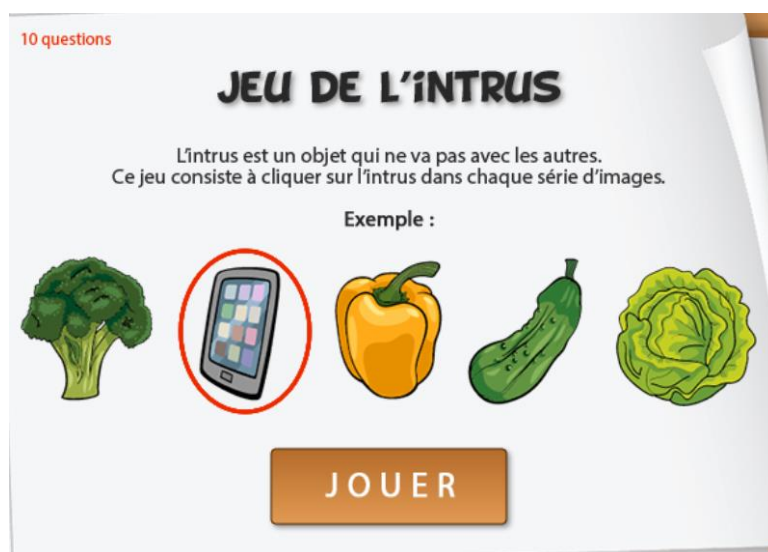 10 questions
JEU DE L'iNTRUS
L'intrus est un objet qui ne va pas avec les autres.
Ce jeu consiste à cliquer sur l'intrus dans chaque série d'images.
Exemple :
JOUER